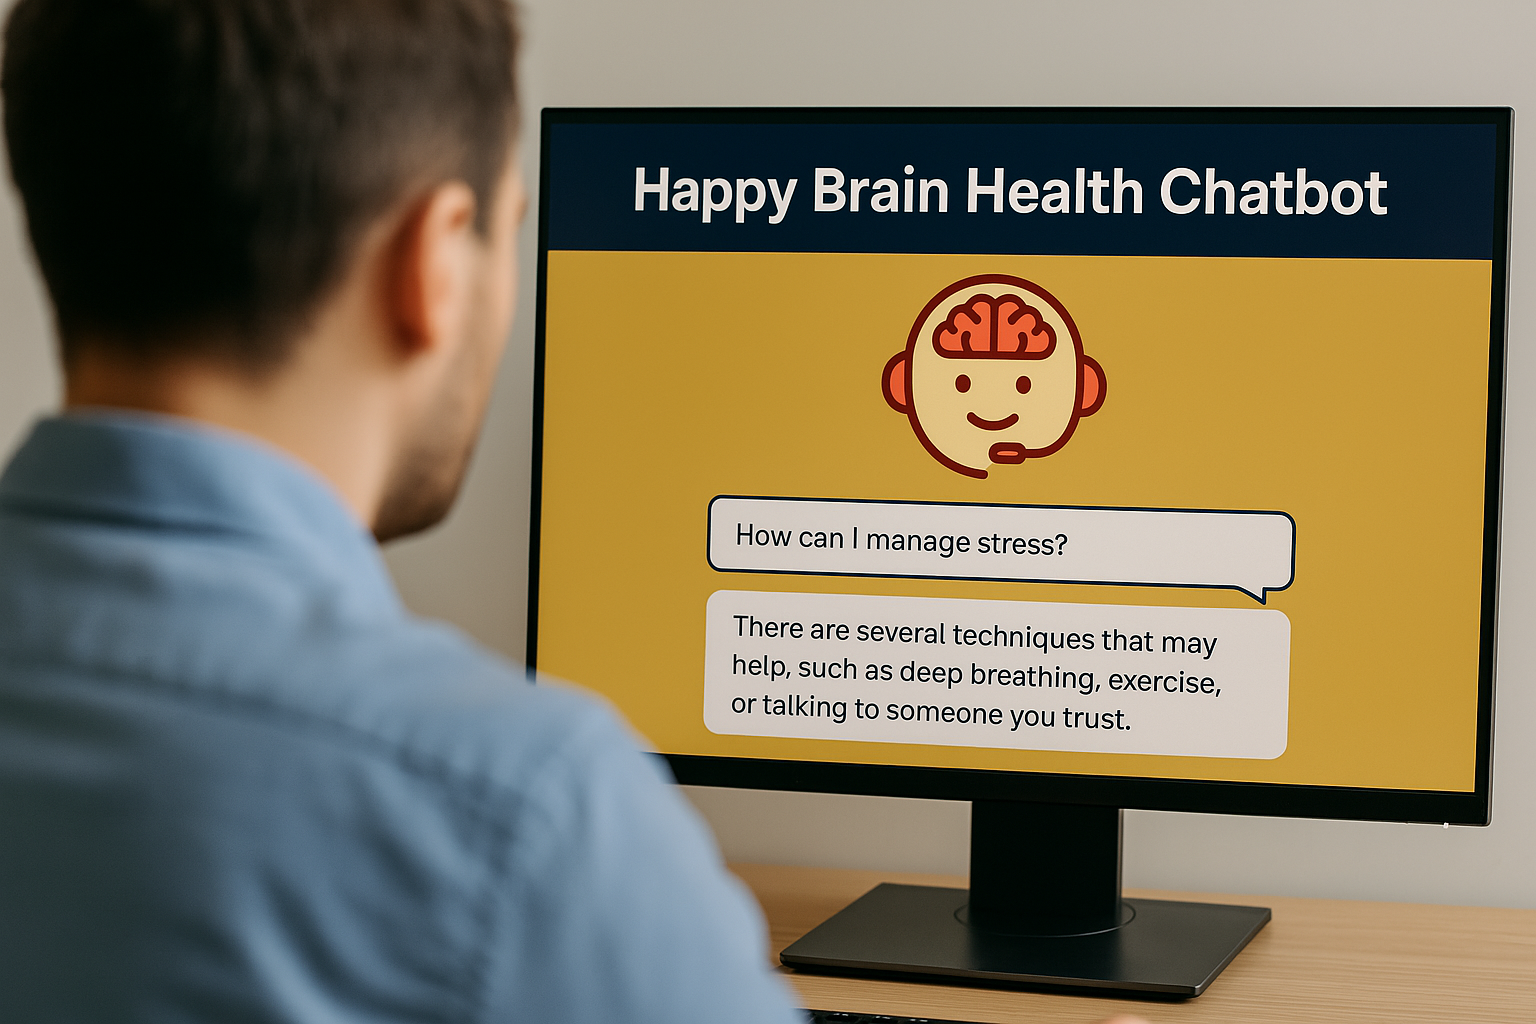 Happy Brain Health Chatbot
How can I manage stress?
There are several techniques that may
help, such as deep breathing, exercise,
or talking to someone you trust.